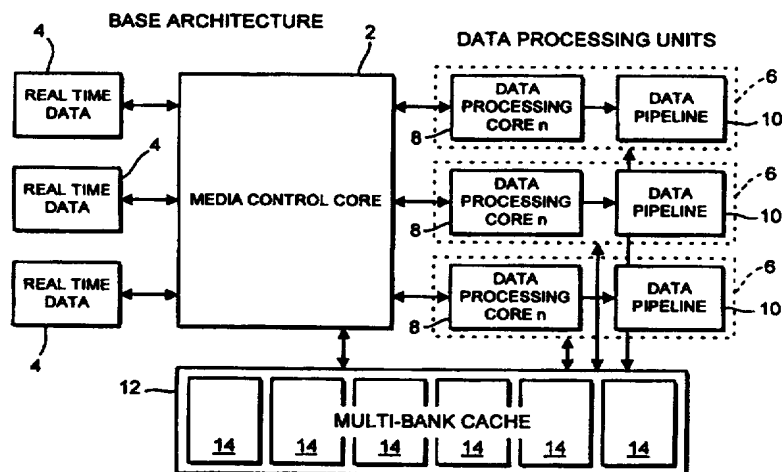 BASE ARCHITECTURE
2
DATA PROCESSING UNITS
4
REAL TIME
DATA
4
REAL TIME
DATA
REAL TIME
DATA
4
MEDIA CONTROL CORE
DATA
PROCESSING
CORE n
8
DATA
PIPELINE
6
10
DATA
PROCESSING
CORE n
8
DATA
PIPELINE
6
10
DATA
PROCESSING
CORE n
8
DATA
PIPELINE
6
10
12
MULTI-BANK CACHE
14 14 14 14 14 14